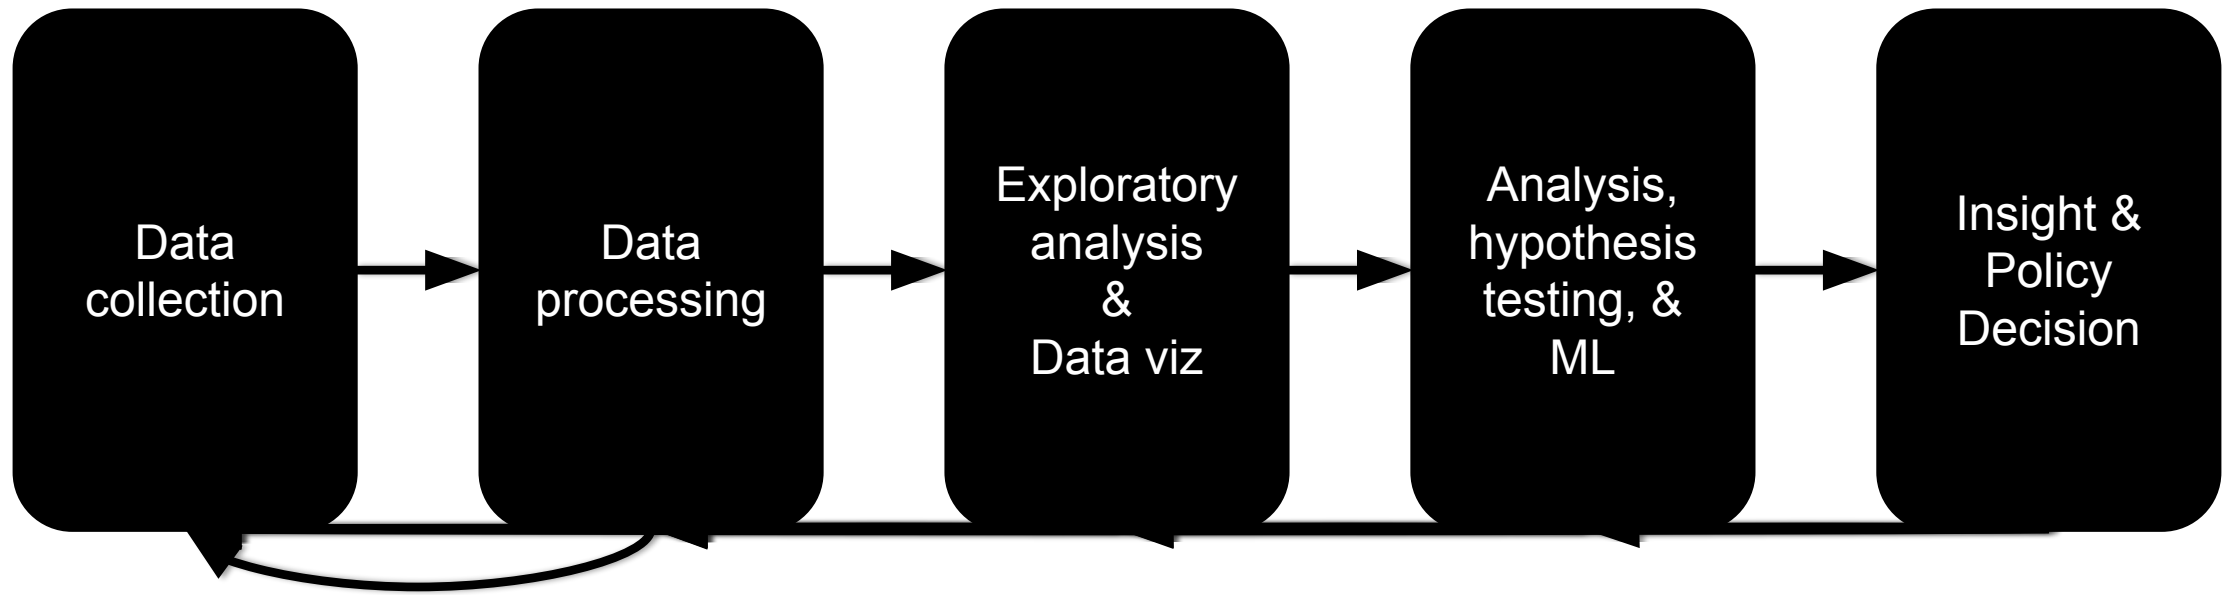 Data
collection
Data
processing
Exploratory
analysis
&
Data viz
Analysis,
hypothesis
testing, &
ML
Insight &
Policy
Decision